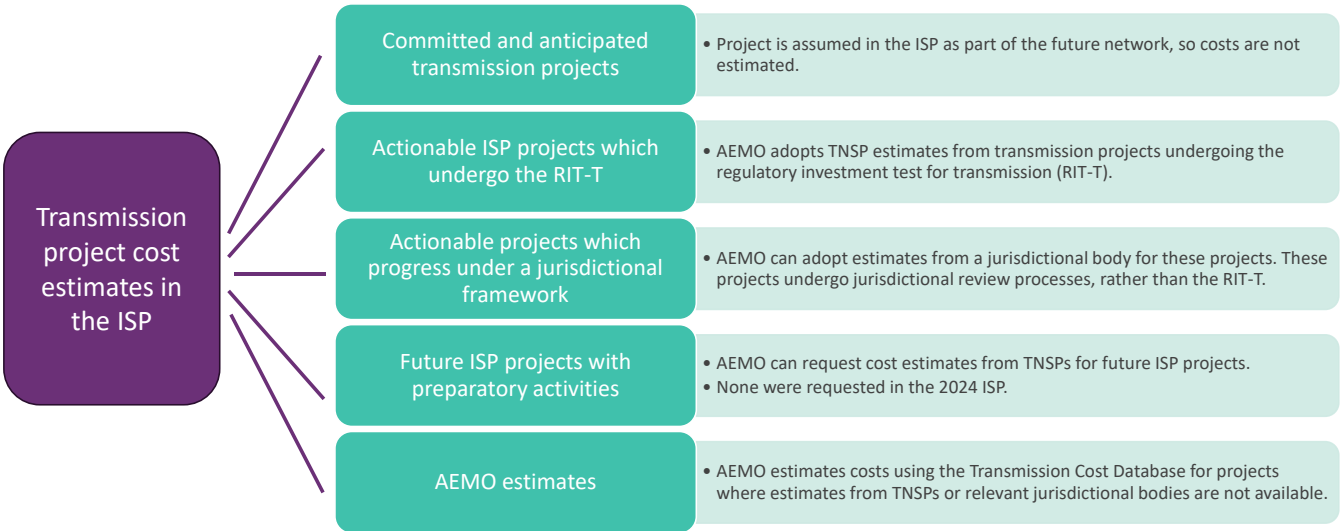 Transmission
project cost
estimates in
the ISP
Committed and anticipated
transmission projects
• Project is assumed in the ISP as part of the future network, so costs are not
estimated.
Actionable ISP projects which
undergo the RIT-T
• AEMO adopts TNSP estimates from transmission projects undergoing the
regulatory investment test for transmission (RIT-T).
Actionable projects which
progress under a jurisdictional
framework
• AEMO can adopt estimates from a jurisdictional body for these projects. These
projects undergo jurisdictional review processes, rather than the RIT-T.
Future ISP projects with
preparatory activities
• AEMO can request cost estimates from TNSPs for future ISP projects.
• None were requested in the 2024 ISP.
AEMO estimates
• AEMO estimates costs using the Transmission Cost Database for projects
where estimates from TNSPs or relevant jurisdictional bodies are not available.